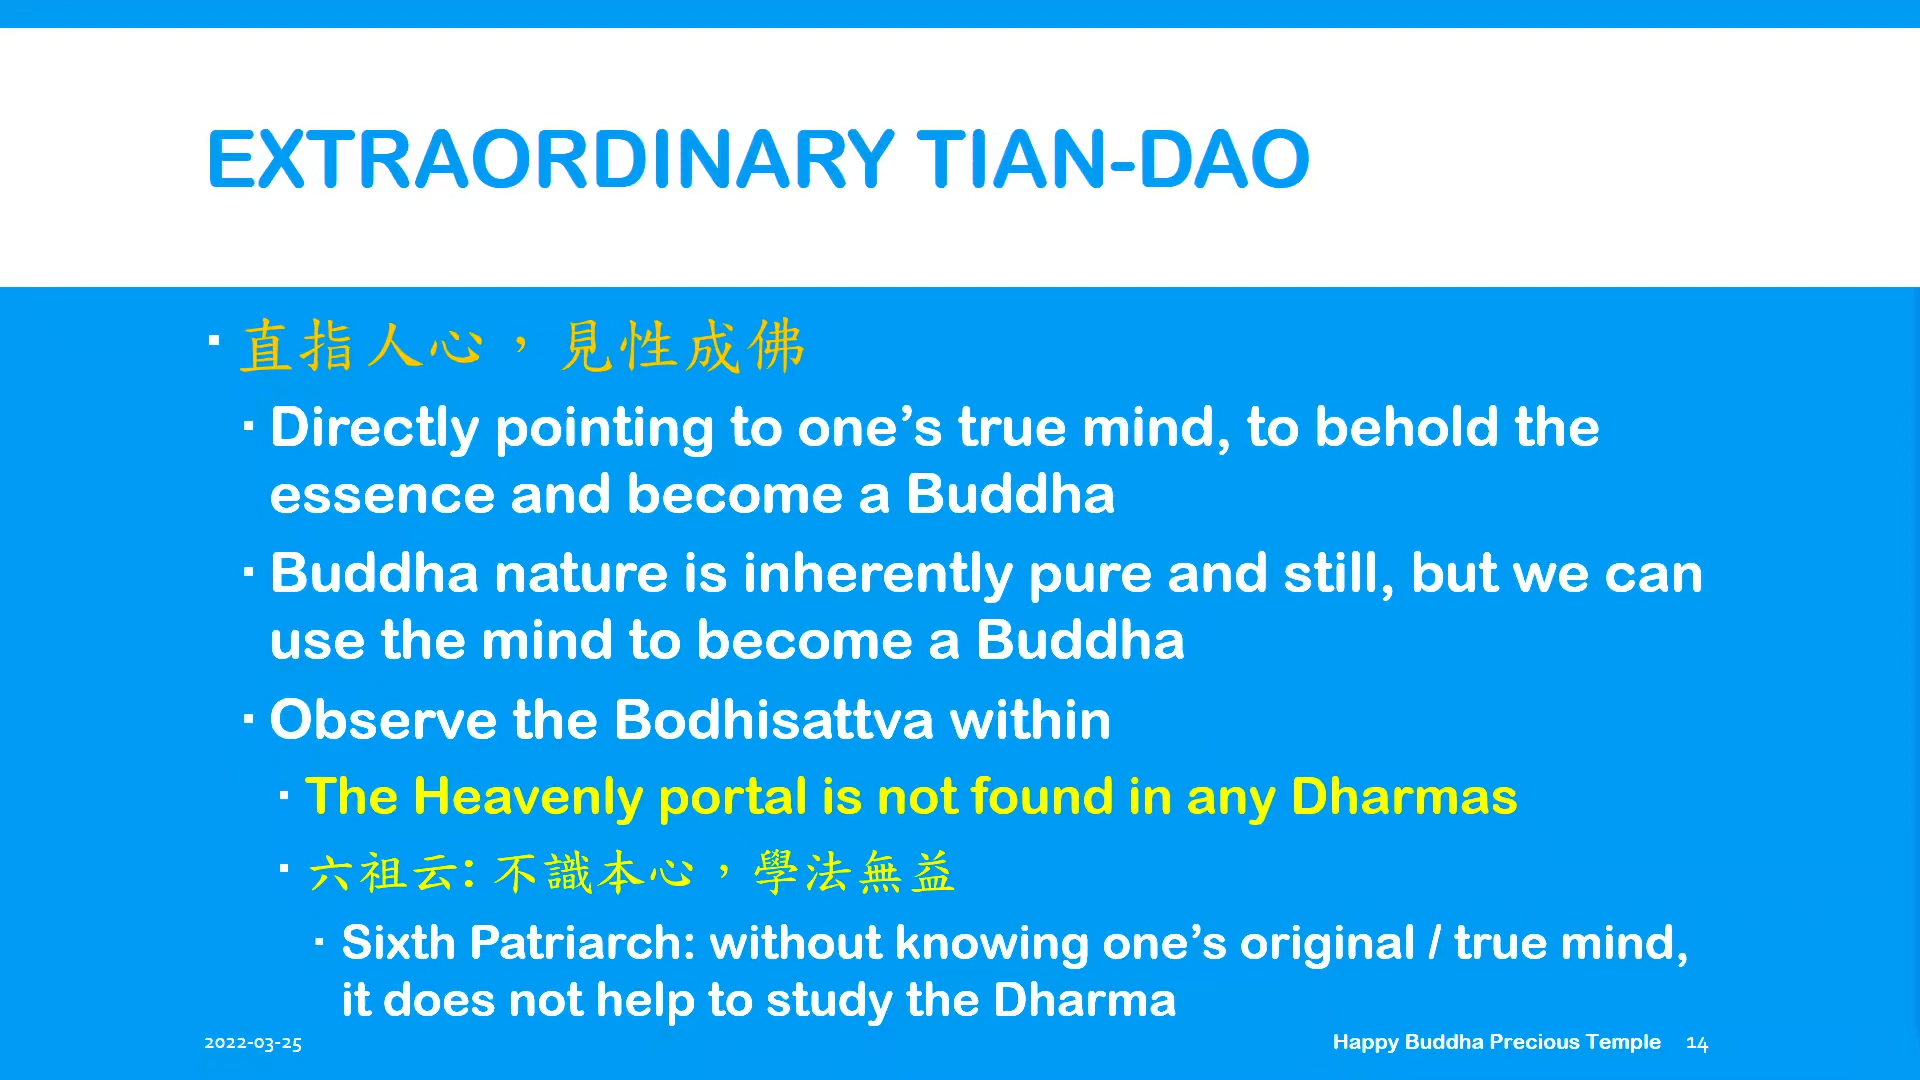 EXTRAORDINARY TIAN-DAO
直指人心，見性成佛
Directly pointing to one’s true mind, to behold the
essence and become a Buddha
Buddha nature is inherently pure and still, but we can
use the mind to become a Buddha
Observe the Bodhisattva within
The Heavenly portal is not found in any Dharmas
六祖云: 不識本心，學法無益
Sixth Patriarch: without knowing one’s original / true mind,
it does not help to study the Dharma
2022-03-25
Happy Buddha Precious Temple 14